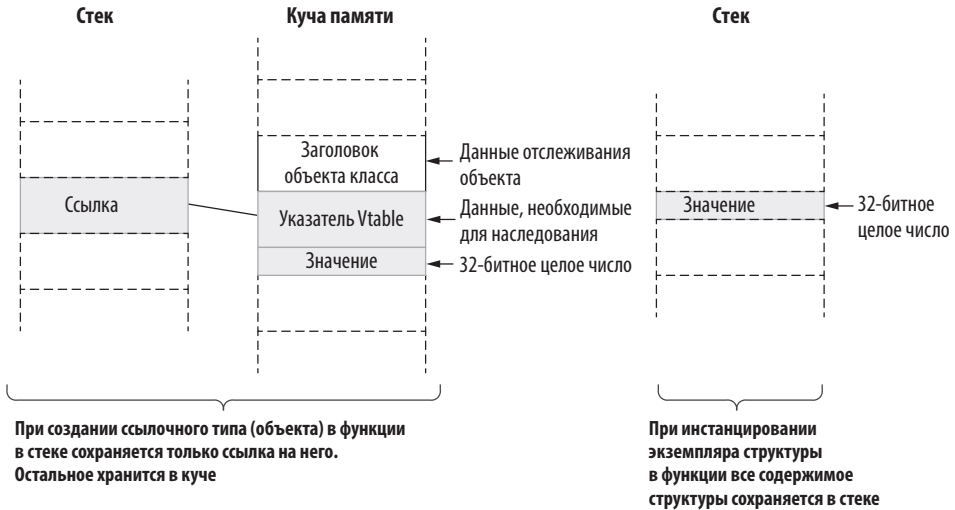 Стек
Куча памяти
Стек
Заголовок
объекта класса
Данные отслеживания
объекта
Ссылка
Указатель Vtable
Данные, необходимые
для наследования
Значение
32-битное целое число
Значение
32-битное
целое число
При создании ссылочного типа (объекта) в функции
в стеке сохраняется только ссылка на него.
Остальное хранится в куче
При инстанцировании
экземпляра структуры
в функции все содержимое
структуры сохраняется в стеке